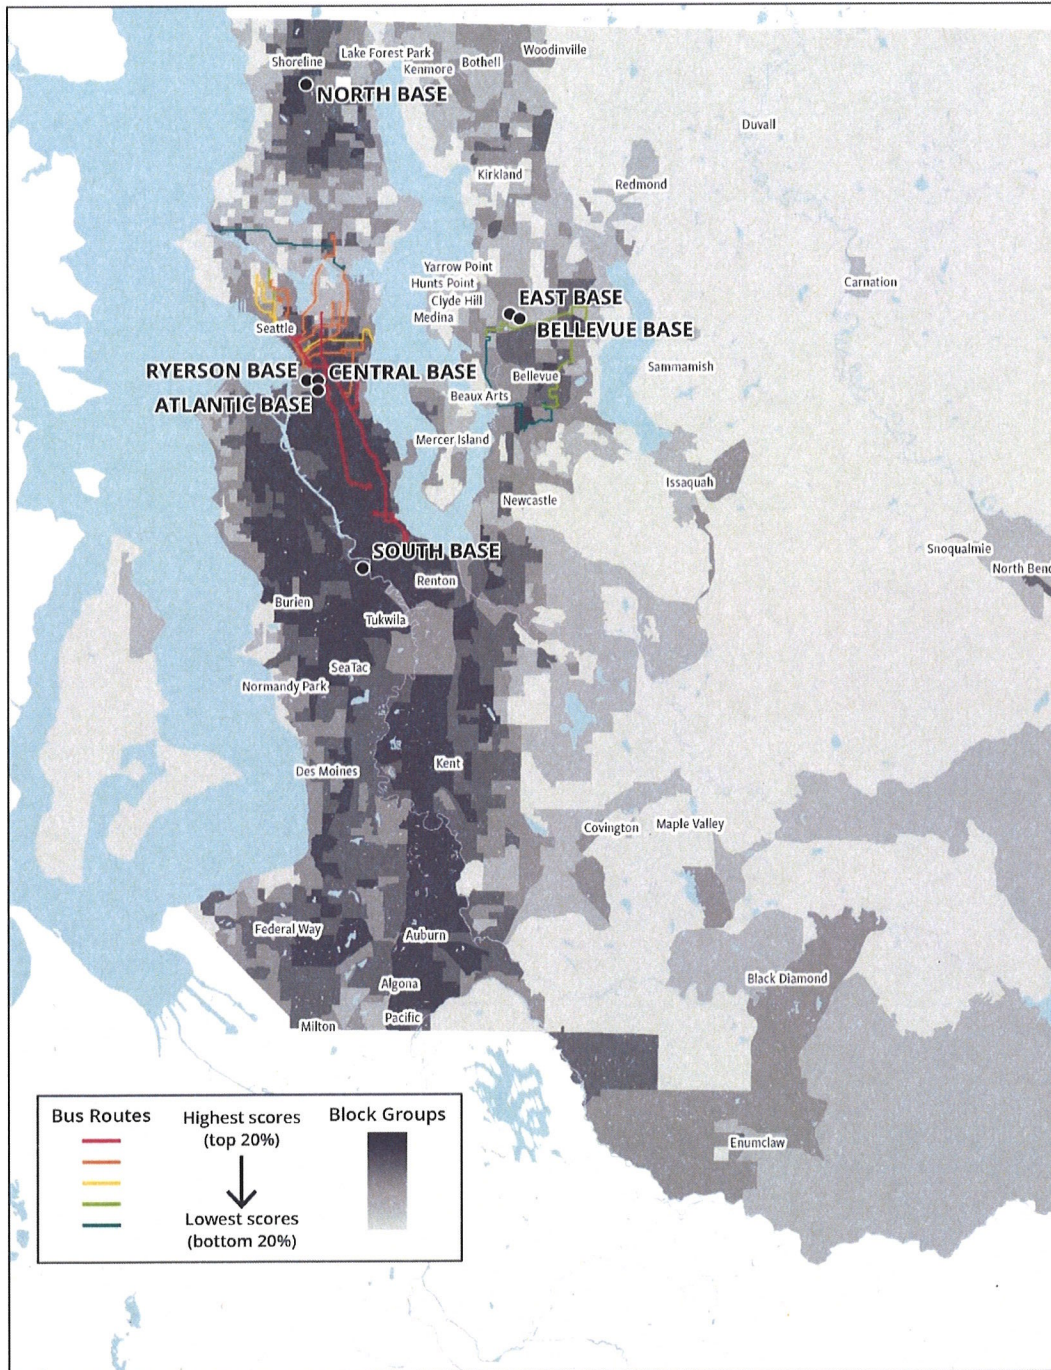 Woodinville
Lake Forest Park
Shoreline
Kenmore
Bothell
NORTH BASE
Duvall
Kirkland
Redmond
Yarrow Point
Hunts Point
Clyde Hill
Medina
Carnation
EAST BASE
BELLEVUE BASE
Seattle
RYERSON BASE
CENTRAL BASE
ATLANTIC BASE
Sammamish
Bellevue
Beaux Arts
Mercer Island
Issaquah
Newcastle
SOUTH BASE
Snoqualmie
North Bend
Renton
Burien
Tukwila
SeaTac
Normandy Park
Des Moines
Kent
Covington
Maple Valley
Federal Way
Auburn
Algona
Black Diamond
Pacific
Milton
Enumclaw
Bus Routes
Highest scores
(top 20%)
Lowest scores
(bottom 20%)
Block Groups